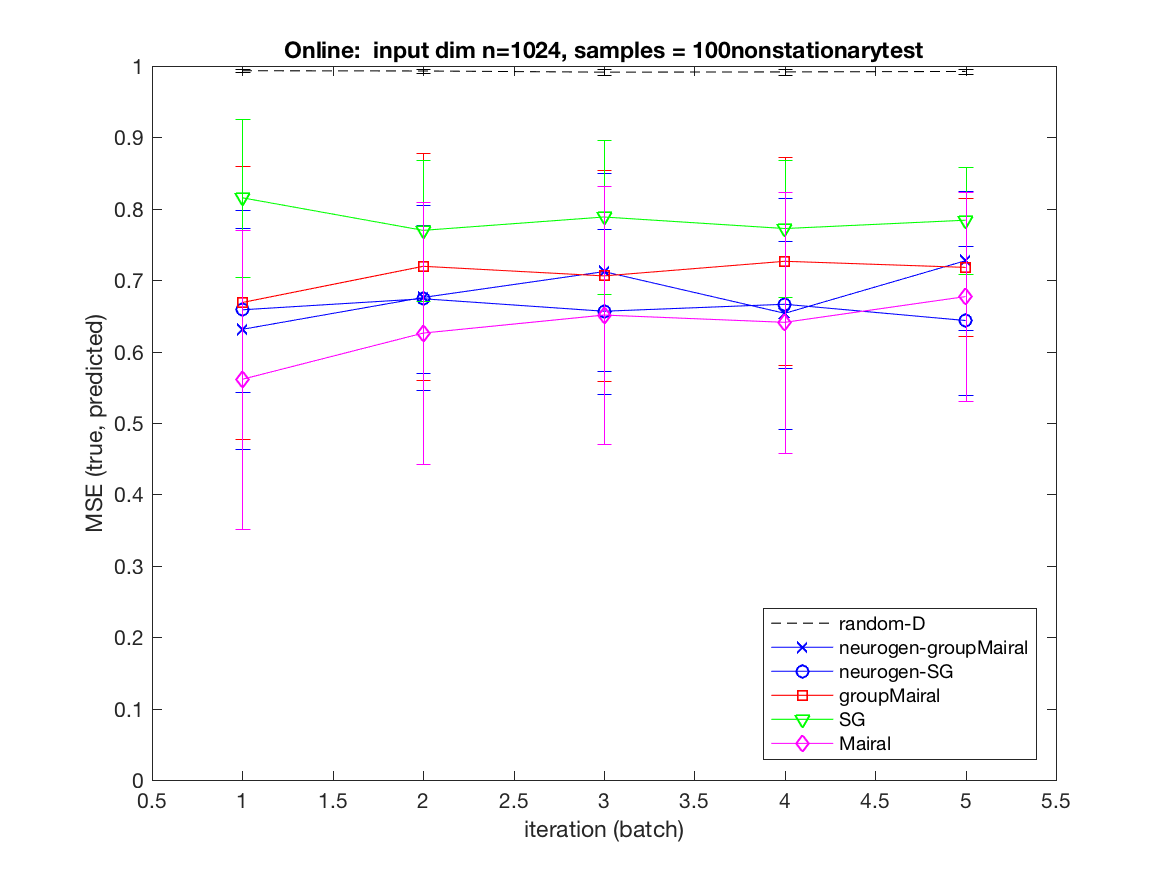 Online:  input dim n=1024, samples = 100nonstationarytest
MSE (true, predicted)
1
0.9
0.8
0.7
0.6
0.5
0.4
0.3
0.2
0.1
0
0.5 1 1.5 2 2.5 3 3.5 4 4.5 5 5.5
iteration (batch)
random-D
neurogen-groupMairal
neurogen-SG
groupMairal
SG
Mairal